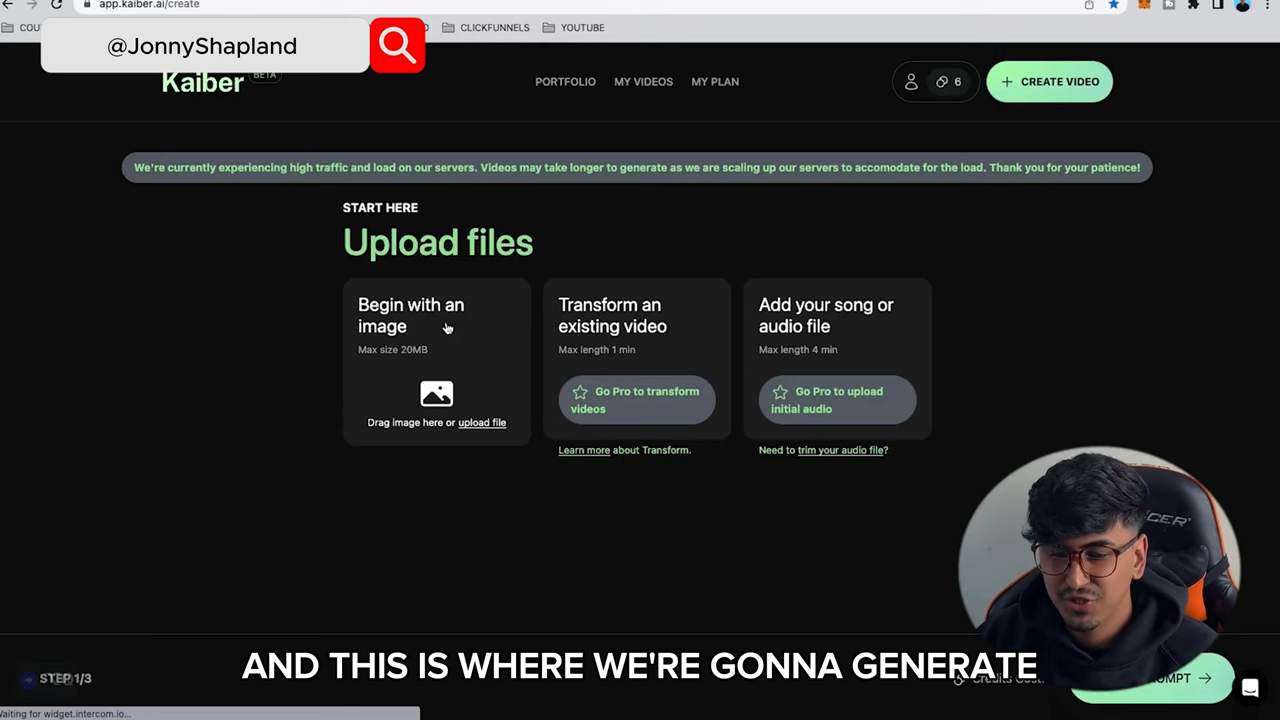 app.kaiber.ai/create
CLICKFUNNELS
YOUTUBE
@JonnyShapland
Kaiber
BETA
PORTFOLIO
MY VIDEOS
MY PLAN
6
+ CREATE VIDEO
We're currently experiencing high traffic and load on our servers. Videos may take longer to generate as we are scaling up our servers to accomodate for the load. Thank you for your patience!
START HERE
Upload files
Begin with an
image
Max size 20MB
Drag image here or upload file
Transform an
existing video
Max length 1 min
Go Pro to transform
videos
Learn more about Transform.
Add your song or
audio file
Max length 4 min
Go Pro to upload
initial audio
Need to trim your audio file?
AND THIS IS WHERE WE'RE GONNA GENERATE
STEP 1/3
Waiting for widget.intercom.io...